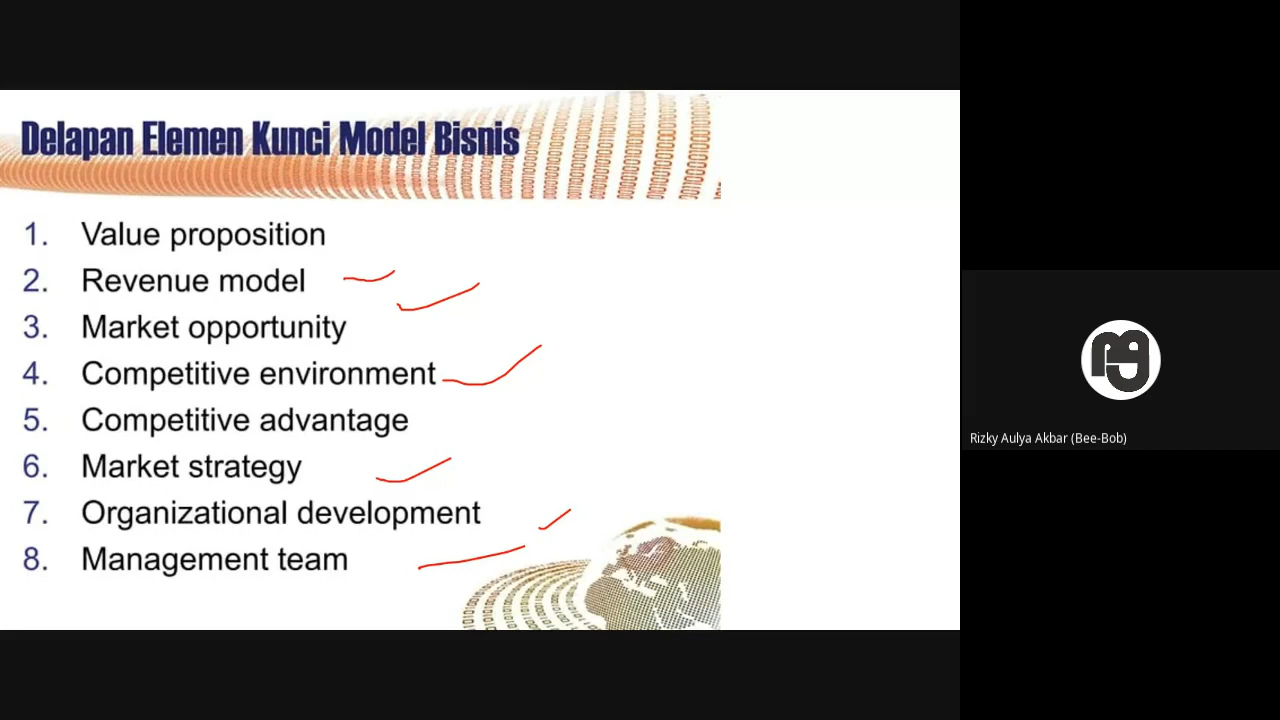 Delapan Elemen Kunci Model Bisnis
1. Value proposition
2. Revenue model
3. Market opportunity
4. Competitive environment
5. Competitive advantage
6. Market strategy
7. Organizational development
8. Management team
Rizky Aulya Akbar (Bee-Bob)